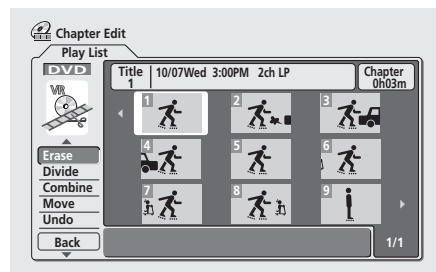 Chapter Edit
Play List
DVD
Title 1
10/07Wed 3:00PM 2ch LP
Chapter
0h03m
VR
1
2
3
4
5
6
7
8
9
Erase
Divide
Combine
Move
Undo
Back
1/1